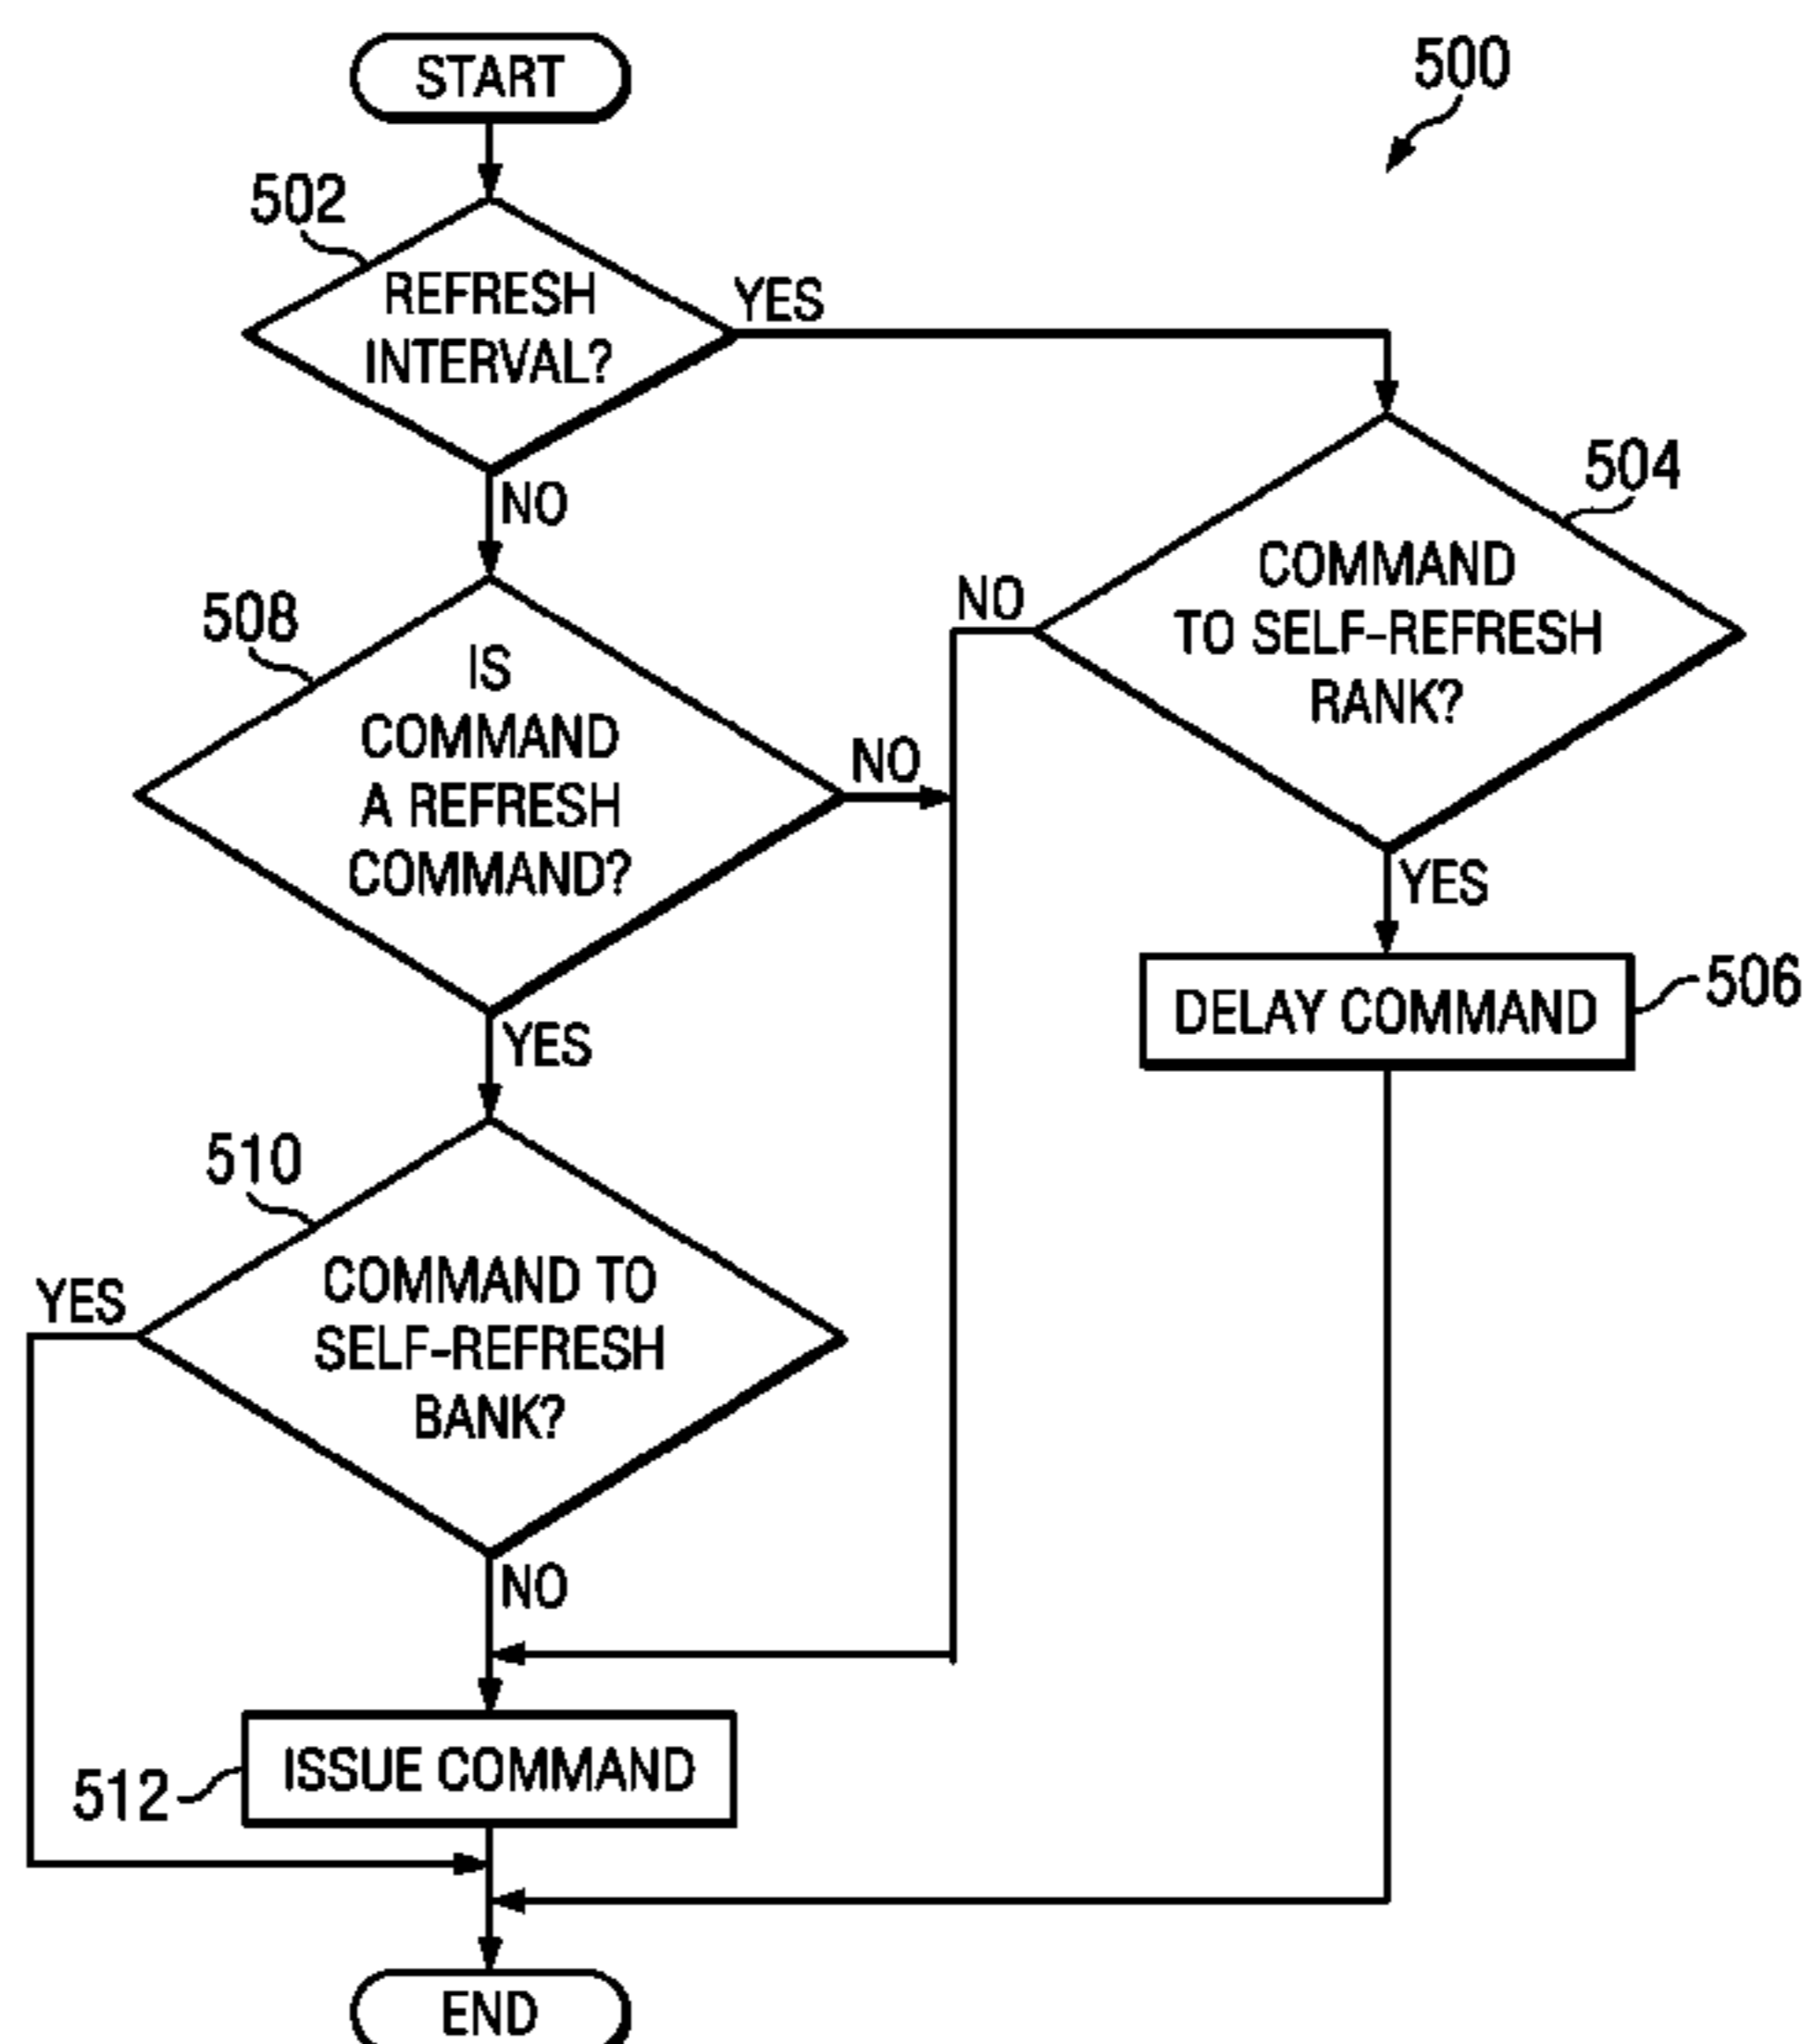 START
500
502
REFRESH
INTERVAL?
YES
NO
504
COMMAND
TO SELF-REFRESH
RANK?
NO
YES
508
IS
COMMAND
A REFRESH
COMMAND?
NO
YES
DELAY COMMAND
506
510
COMMAND TO
SELF-REFRESH
BANK?
YES
NO
ISSUE COMMAND
512
END